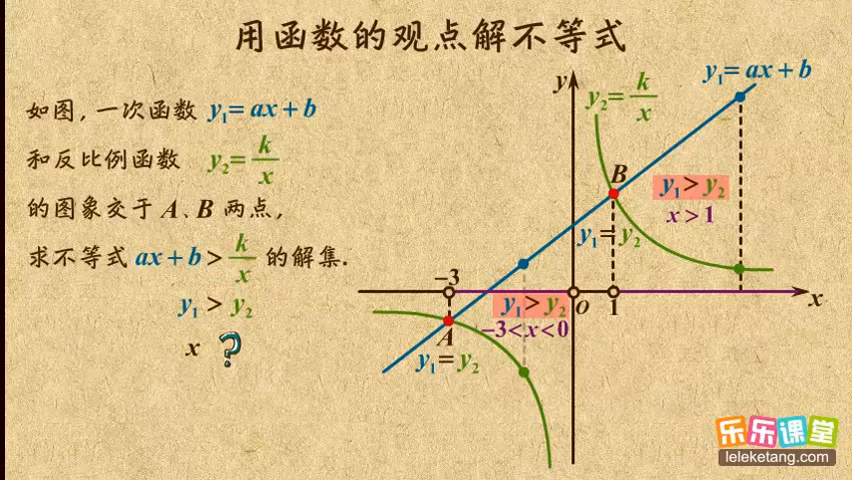 用函数的观点解不等式
如图, 一次函数 y₁= ax + b
和反比例函数 y₂= k/x
的图象交于 A、B 两点,
求不等式 ax + b > k/x 的解集.
y₁ > y₂
x ?
y
y₂= k/x
y₁= ax + b
B
y₁ > y₂
x > 1
y₁= y₂
-3
y₁ > y₂
-3 < x < 0
o
1
x
A
y₁= y₂
乐乐课堂
leleketang.com